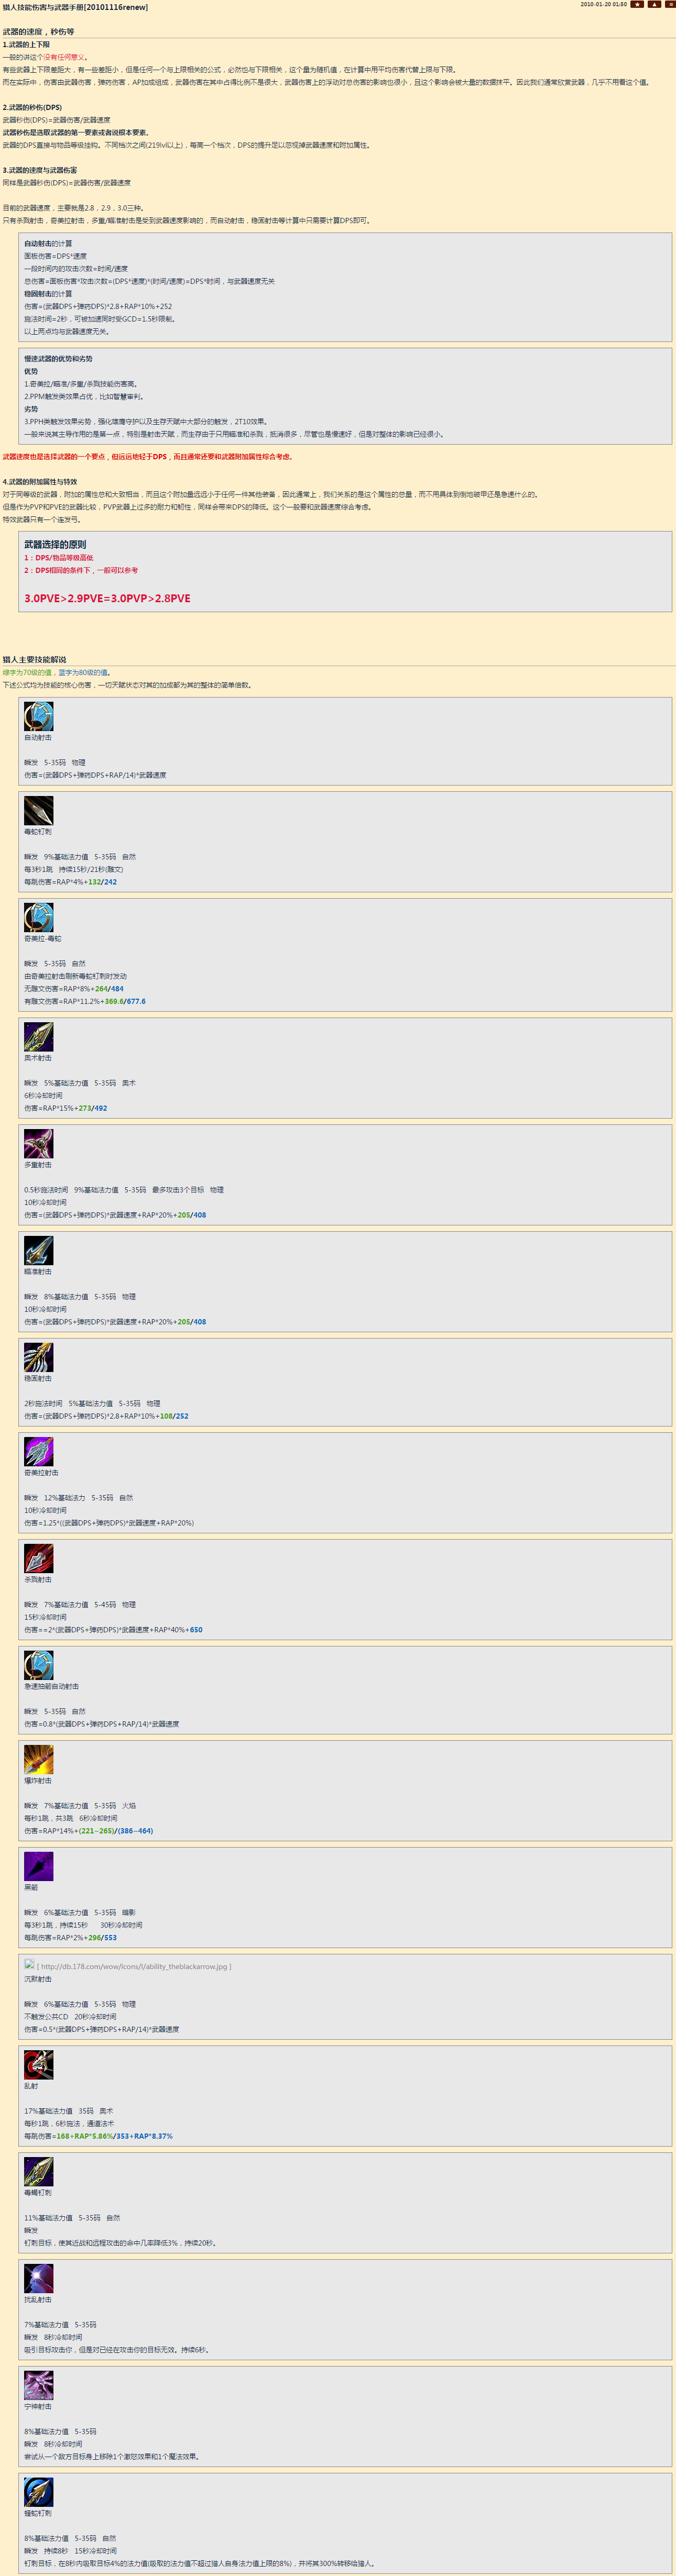 猎人技能伤害与武器手册[20101116renew]
2010-01-20 01:50
武器的速度，秒伤等
1.武器的上下限
一般的讲这个没有任何意义。
有些武器上下限差距大，有一些差距小，但是任何一个与上限相关的公式，必然也与下限相关，这个量为随机值，在计算中用平均伤害代替上限与下限。
而在实际中，伤害由武器伤害，弹药伤害，AP加成组成，武器伤害在其中占得比例不是很大，武器伤害上的浮动对总伤害的影响也很小，且这个影响会被大量的数据抹平。因此我们通常欣赏武器，几乎不用看这个值。
2.武器的秒伤(DPS)
武器秒伤(DPS)=武器伤害/武器速度
武器秒伤是选取武器的第一要素或者说根本要素。
武器的DPS直接与物品等级挂钩。不同档次之间(219lvl以上)，每高一个档次，DPS的提升足以忽视掉武器速度和附加属性。
3.武器的速度与武器伤害
同样是武器秒伤(DPS)=武器伤害/武器速度
目前的武器速度，主要就是2.8，2.9，3.0三种。
只有杀戮射击，奇美拉射击，多重/瞄准射击是受到武器速度影响的，而自动射击，稳固射击等计算中只需要计算DPS即可。
自动射击的计算
面板伤害=DPS*速度
一段时间内的攻击次数=时间/速度
总伤害=面板伤害*攻击次数=(DPS*速度)*(时间/速度)=DPS*时间，与武器速度无关
稳固射击的计算
伤害=(武器DPS+弹药DPS)*2.8+RAP*10%+252
施法时间=2秒，可被加速同时受GCD=1.5秒限制。
以上两点均与武器速度无关。
慢速武器的优势和劣势
优势
1.奇美拉/瞄准/多重/杀戮技能伤害高。
2.PPM触发类效果占优，比如智慧审判。
劣势
3.PPH类触发效果劣势，强化雄鹰守护以及生存天赋中大部分的触发，2T10效果。
一般来说其主导作用的是第一点，特别是射击天赋，而生存由于只用瞄准和杀戮，抵消很多，尽管也是慢速好，但是对整体的影响已经很小。
武器速度也是选择武器的一个要点，但远远地轻于DPS，而且通常还要和武器附加属性综合考虑。
4.武器的附加属性与特效
对于同等级的武器，附加的属性总和大致相当，而且这个附加量远远小于任何一件其他装备，因此通常上，我们关系的是这个属性的总量，而不用具体到倒地破甲还是急速什么的。
但是作为PVP和PVE的武器比较，PVP武器上过多的耐力和韧性，同样会带来DPS的降低。这个一般要和武器速度综合考虑。
特效武器只有一个连发弓。
武器选择的原则
1：DPS/物品等级高低
2：DPS相同的条件下，一般可以参考
3.0PVE>2.9PVE=3.0PVP>2.8PVE
猎人主要技能解说
绿字为70级的值，蓝字为80级的值。
下述公式均为技能的核心伤害，一切天赋状态对其的加成都为其的整体的简单倍数。
自动射击
瞬发 5-35码 物理
伤害=(武器DPS+弹药DPS+RAP/14)*武器速度
毒蛇钉刺
瞬发 9%基础法力值 5-35码 自然
每3秒1跳 持续15秒/21秒(雕文)
每跳伤害=RAP*4%+132/242
奇美拉-毒蛇
瞬发 5-35码 自然
由奇美拉射击刷新毒蛇钉刺时发动
无雕文伤害=RAP*8%+264/484
有雕文伤害=RAP*11.2%+369.6/677.6
奥术射击
瞬发 5%基础法力值 5-35码 奥术
6秒冷却时间
伤害=RAP*15%+273/492
多重射击
0.5秒施法时间 9%基础法力值 5-35码 最多攻击3个目标 物理
10秒冷却时间
伤害=(武器DPS+弹药DPS)*武器速度+RAP*20%+205/408
瞄准射击
瞬发 8%基础法力值 5-35码 物理
10秒冷却时间
伤害=(武器DPS+弹药DPS)*武器速度+RAP*20%+205/408
稳固射击
2秒施法时间 5%基础法力值 5-35码 物理
伤害=(武器DPS+弹药DPS)*2.8+RAP*10%+108/252
奇美拉射击
瞬发 12%基础法力 5-35码 自然
10秒冷却时间
伤害=1.25*((武器DPS+弹药DPS)*武器速度+RAP*20%)
杀戮射击
瞬发 7%基础法力值 5-45码 物理
15秒冷却时间
伤害==2*(武器DPS+弹药DPS)*武器速度+RAP*40%+650
急速抽箭自动射击
瞬发 5-35码 自然
伤害=0.8*(武器DPS+弹药DPS+RAP/14)*武器速度
爆炸射击
瞬发 7%基础法力值 5-35码 火焰
每秒1跳，共3跳 6秒冷却时间
伤害=RAP*14%+(221~265)/(386~464)
黑箭
瞬发 6%基础法力值 5-35码 暗影
每3秒1跳，持续15秒 30秒冷却时间
每跳伤害=RAP*2%+296/553
[ http://db.178.com/wow/icons/l/ability_theblackarrow.jpg ]
沉默射击
瞬发 6%基础法力值 5-35码 物理
不触发公共CD 20秒冷却时间
伤害=0.5*(武器DPS+弹药DPS+RAP/14)*武器速度
乱射
17%基础法力值 35码 奥术
每秒1跳，6秒施法，通道法术
每跳伤害=168+RAP*5.86%/353+RAP*8.37%
毒蝎钉刺
11%基础法力值 5-35码 自然
瞬发
钉刺目标，使其近战和远程攻击的命中几率降低3%，持续20秒。
扰乱射击
7%基础法力值 5-35码
瞬发 8秒冷却时间
吸引目标攻击你，但是对已经在攻击你的目标无效。持续6秒。
宁神射击
8%基础法力值 5-35码
瞬发 8秒冷却时间
尝试从一个敌方目标身上移除1个激怒效果和1个魔法效果。
蝰蛇钉刺
8%基础法力值 5-35码 自然
瞬发 持续8秒 15秒冷却时间
钉刺目标，在8秒内吸取目标4%的法力值(吸取的法力值不超过猎人自身法力值上限的8%)，并将其300%转移给猎人。